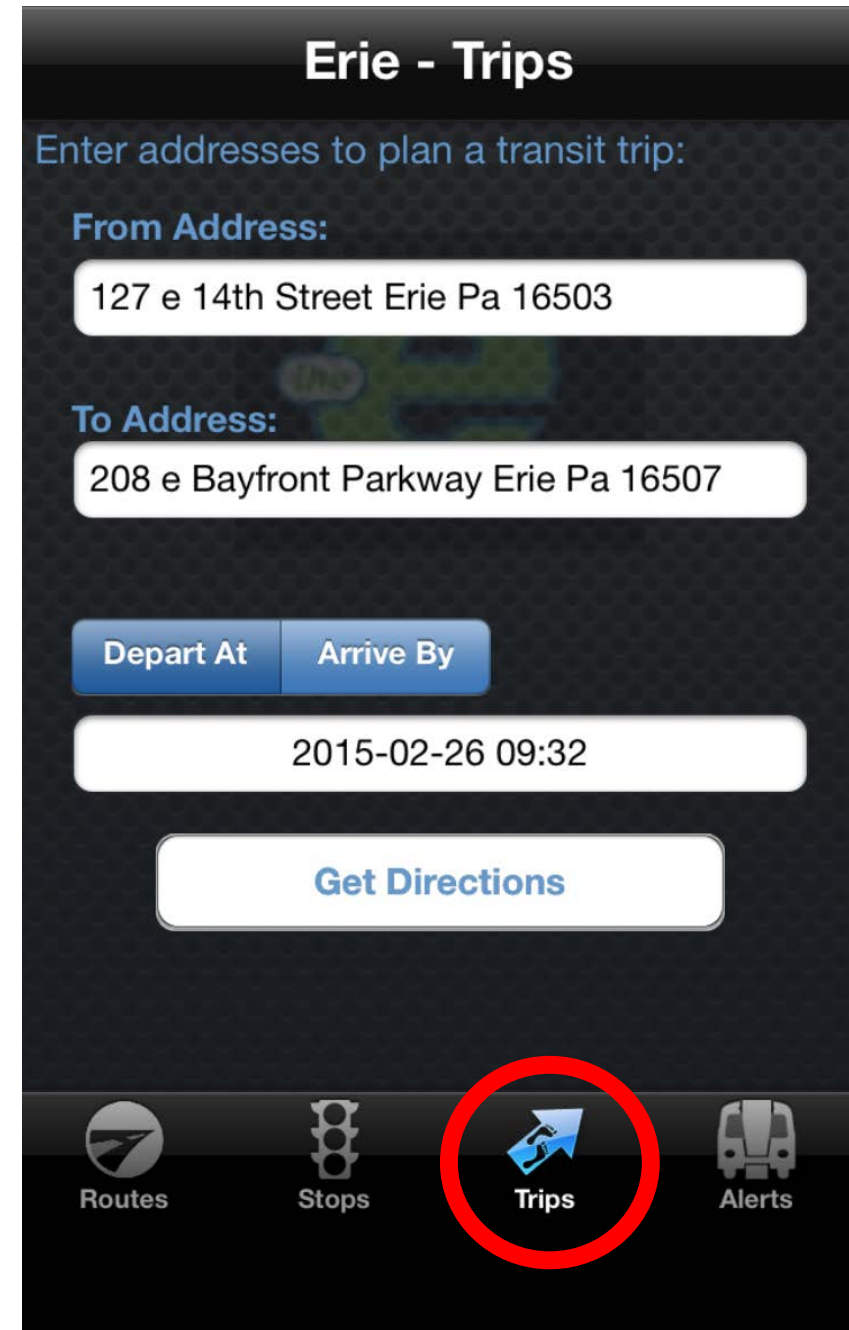 Erie - Trips
Enter addresses to plan a transit trip:
From Address:
127 e 14th Street Erie Pa 16503
the
e
To Address:
208 e Bayfront Parkway Erie Pa 16507
Depart At Arrive By
2015-02-26 09:32
Get Directions
Routes Stops Trips Alerts